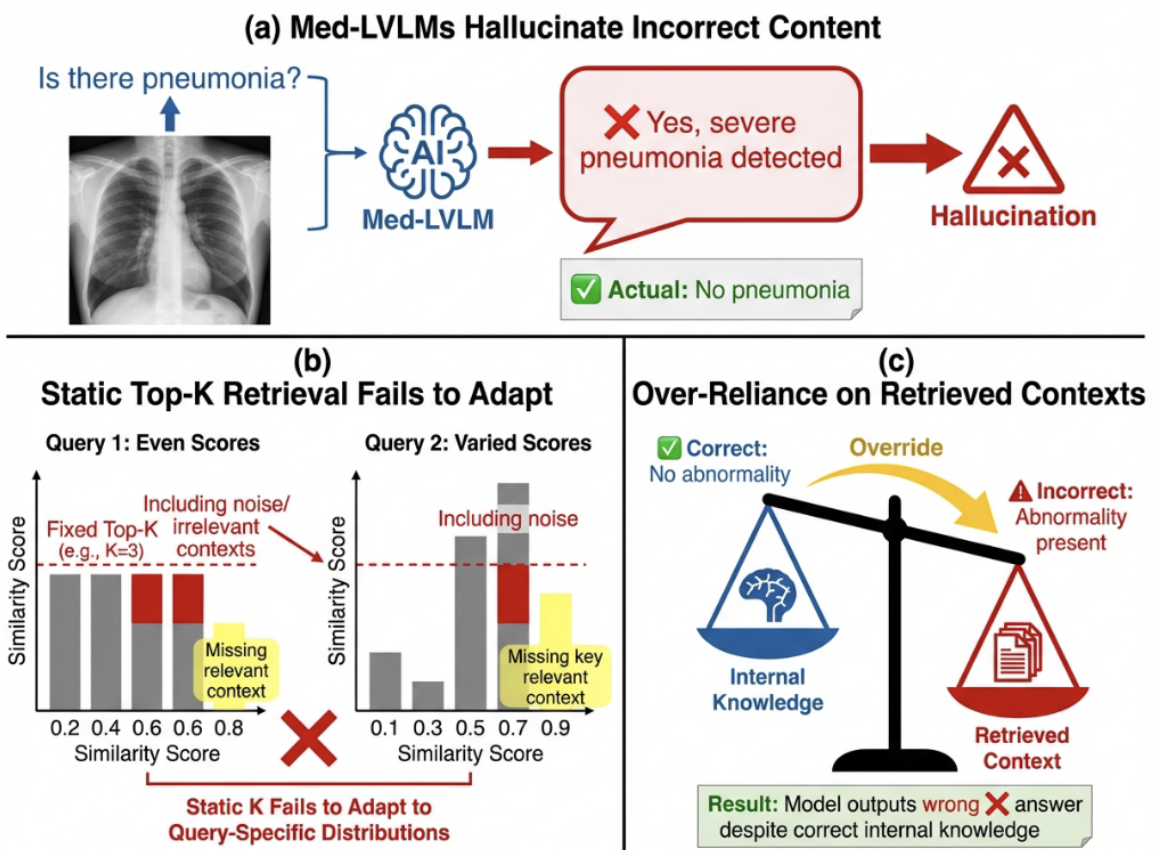 (a) Med-LVLMs Hallucinate Incorrect Content
Is there pneumonia?
AI
Med-LVLM
❌ Yes, severe
pneumonia detected
Hallucination
✅ Actual: No pneumonia
(b)
Static Top-K Retrieval Fails to Adapt
Query 1: Even Scores
Similarity Score
Fixed Top-K
(e.g., K=3)
Including noise/
irrelevant
contexts
Missing
relevant
context
0.2 0.4 0.6 0.6 0.8
Similarity Score
Query 2: Varied Scores
Similarity Score
Including noise
Missing key
relevant
context
0.1 0.3 0.5 0.7 0.9
Similarity Score
Static K Fails to Adapt to
Query-Specific Distributions
(c)
Over-Reliance on Retrieved Contexts
✅ Correct:
No abnormality
Override
Incorrect:
Abnormality
present
Internal
Knowledge
Retrieved
Context
Result: Model outputs wrong ❌ answer
despite correct internal knowledge